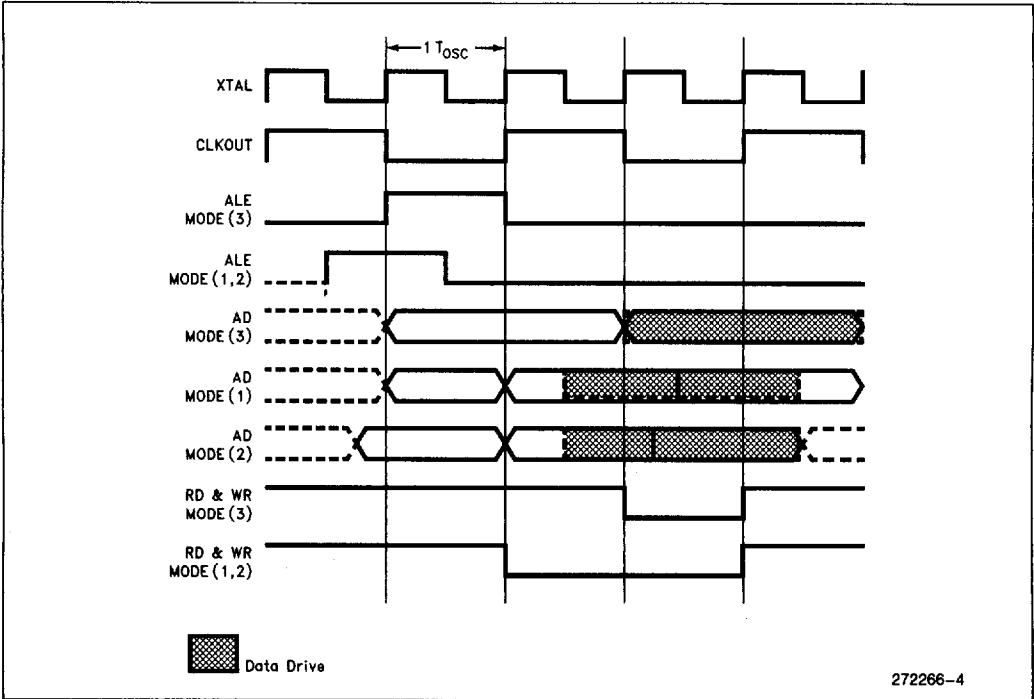 1 TOSC
XTAL
CLKOUT
ALE
MODE (3)
ALE
MODE (1,2)
AD
MODE (3)
AD
MODE (1)
AD
MODE (2)
RD & WR
MODE (3)
RD & WR
MODE (1,2)
Data Drive
272266-4